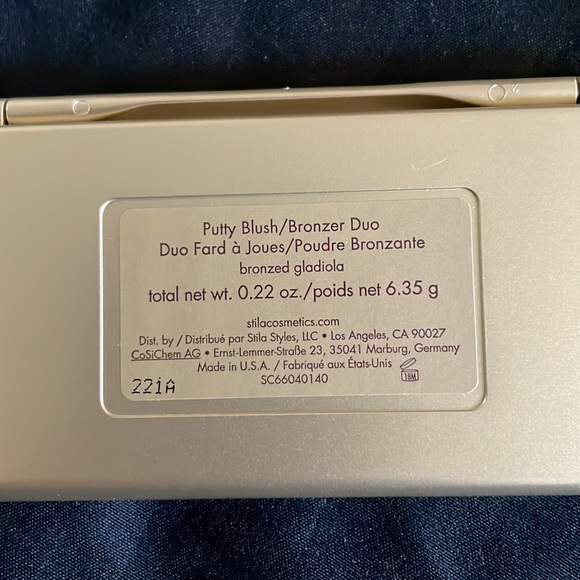 Putty Blush/Bronzer Duo
Duo Fard à Joues/Poudre Bronzante
bronzed gladiola
total net wt. 0.22 oz./poids net 6.35 g
stilacosmetics.com
Dist. by / Distribué par Stila Styles, LLC • Los Angeles, CA 90027
CoSiChem AG • Ernst-Lemmer-Straße 23, 35041 Marburg, Germany
Made in U.S.A. / Fabriqué aux États-Unis
18M
SC66040140
221A